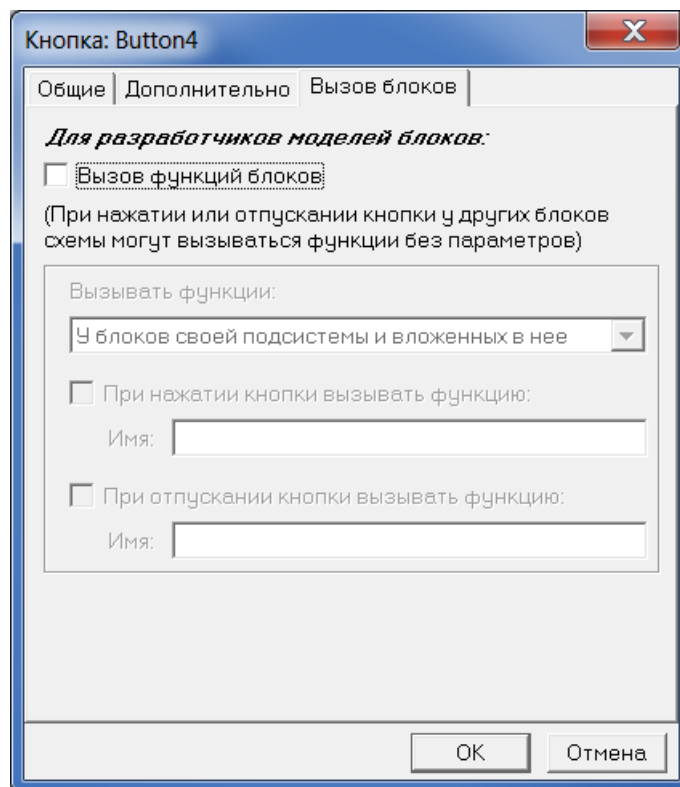 Кнопка: Button4
Общие Дополнительно Вызов блоков
Для разработчиков моделей блоков:
Вызов функций блоков
(При нажатии или отпускании кнопки у других блоков
схемы могут вызываться функции без параметров)
Вызывать функции:
У блоков своей подсистемы и вложенных в нее
При нажатии кнопки вызывать функцию:
Имя:
При отпускании кнопки вызывать функцию:
Имя:
OK Отмена